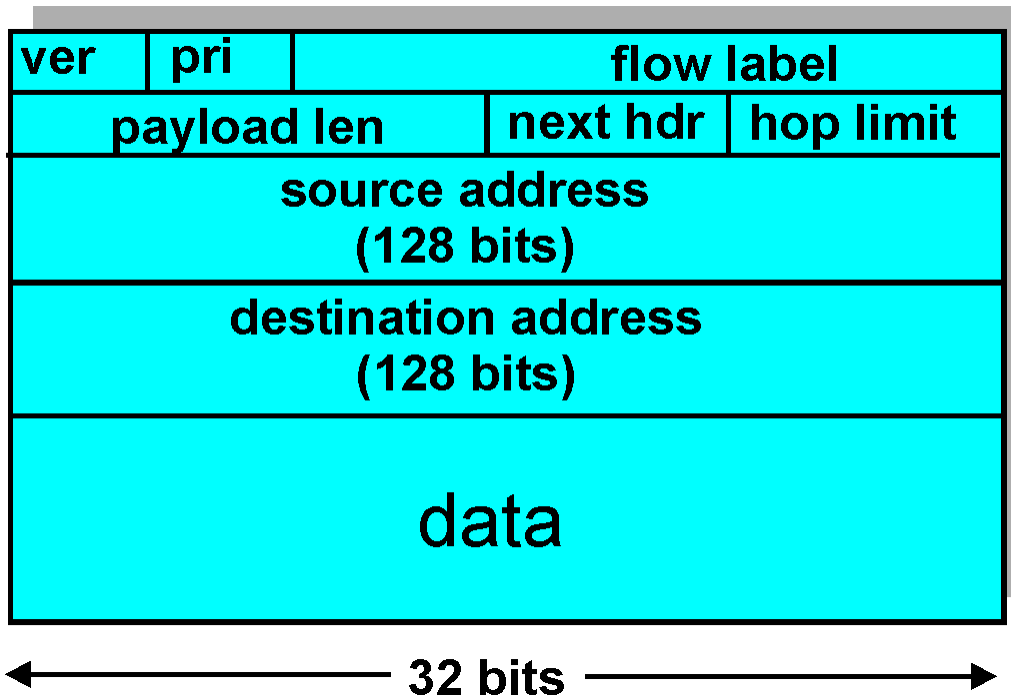 ver pri flow label
payload len next hdr hop limit
source address
(128 bits)
destination address
(128 bits)
data
32 bits